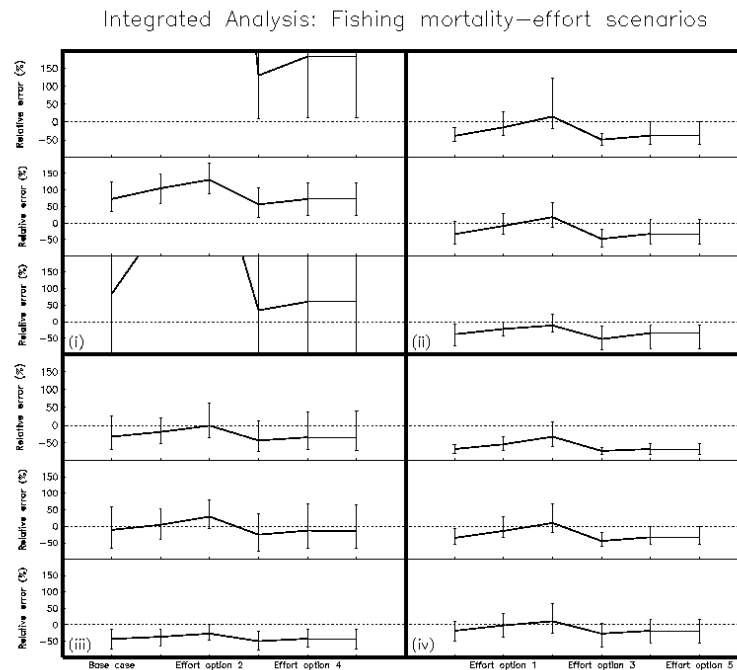 Integrated Analysis: Fishing mortality-effort scenarios
Relative error (%)
150
100
50
0
-50
Relative error (%)
150
100
50
0
-50
Relative error (%)
150
100
50
0
-50
(i)
(ii)
Relative error (%)
150
100
50
0
-50
Relative error (%)
150
100
50
0
-50
Relative error (%)
150
100
50
0
-50
(iii)
(iv)
Base case
Effort option 2
Effort option 4
Effort option 1
Effort option 3
Effort option 5